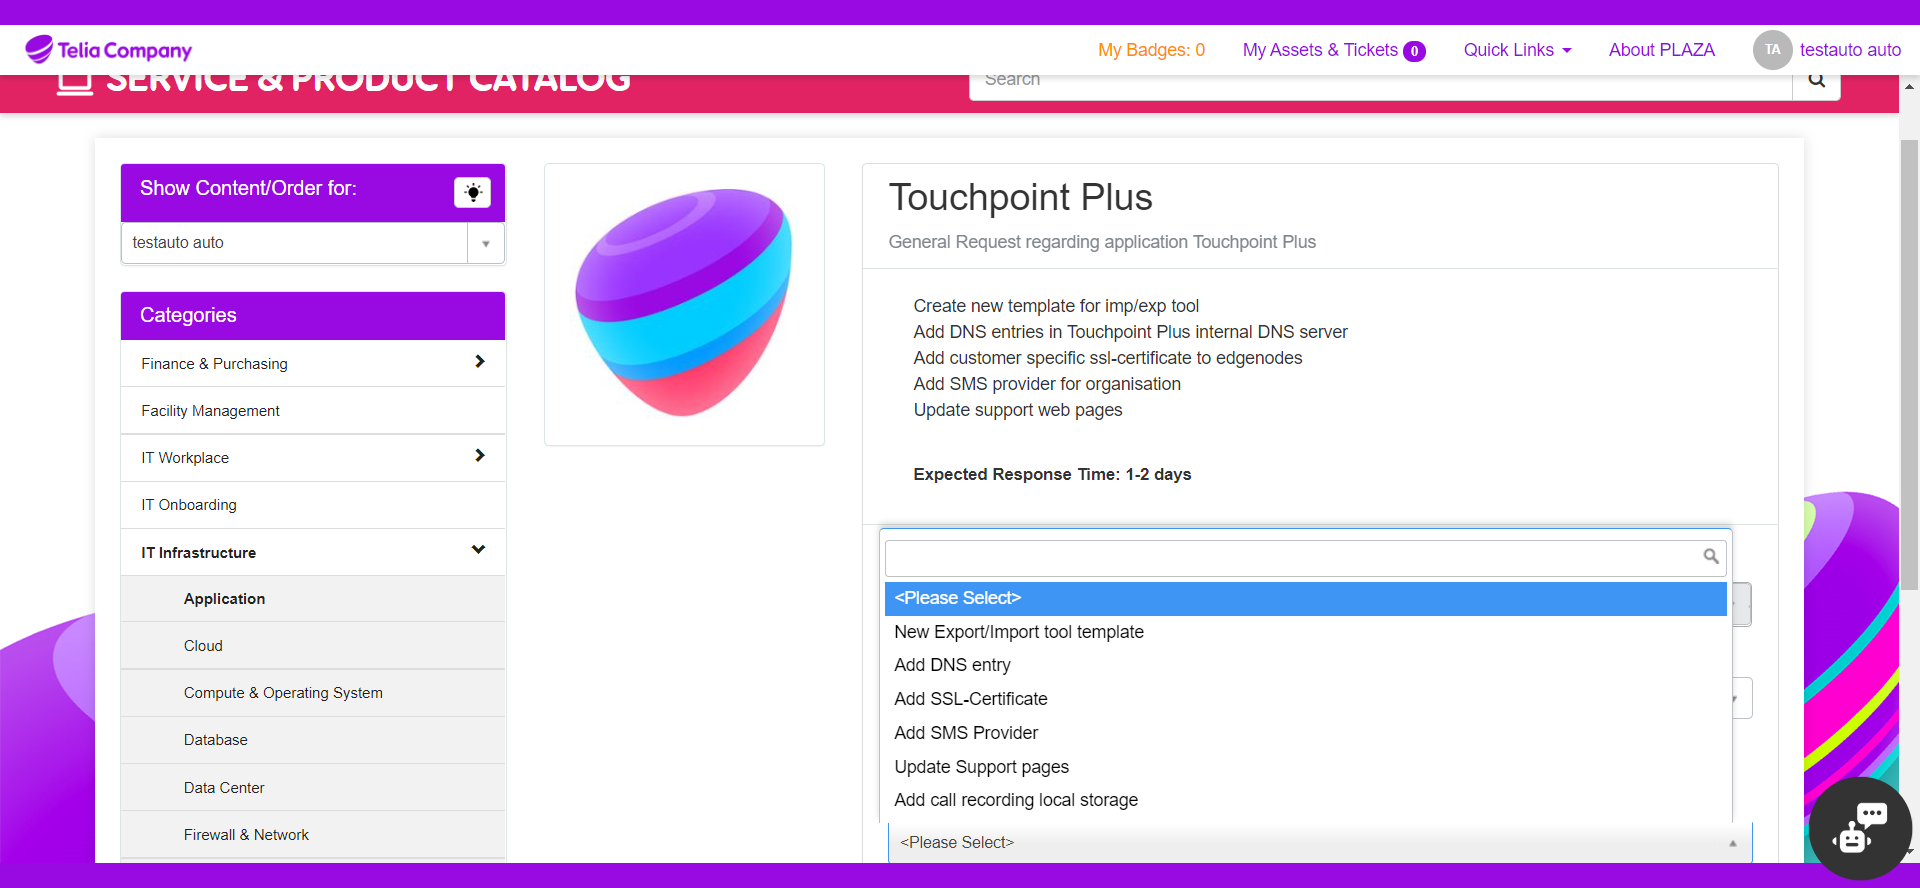 Telia Company
My Badges: 0
My Assets & Tickets 0
Quick Links
About PLAZA
TA
testauto auto
SERVICE & PRODUCT CATALOG
Search
Show Content/Order for:
testauto auto
Categories
Finance & Purchasing
Facility Management
IT Workplace
IT Onboarding
IT Infrastructure
Application
Cloud
Compute & Operating System
Database
Data Center
Firewall & Network
Touchpoint Plus
General Request regarding application Touchpoint Plus
Create new template for imp/exp tool
Add DNS entries in Touchpoint Plus internal DNS server
Add customer specific ssl-certificate to edgenodes
Add SMS provider for organisation
Update support web pages
Expected Response Time: 1-2 days
<Please Select>
New Export/Import tool template
Add DNS entry
Add SSL-Certificate
Add SMS Provider
Update Support pages
Add call recording local storage
<Please Select>